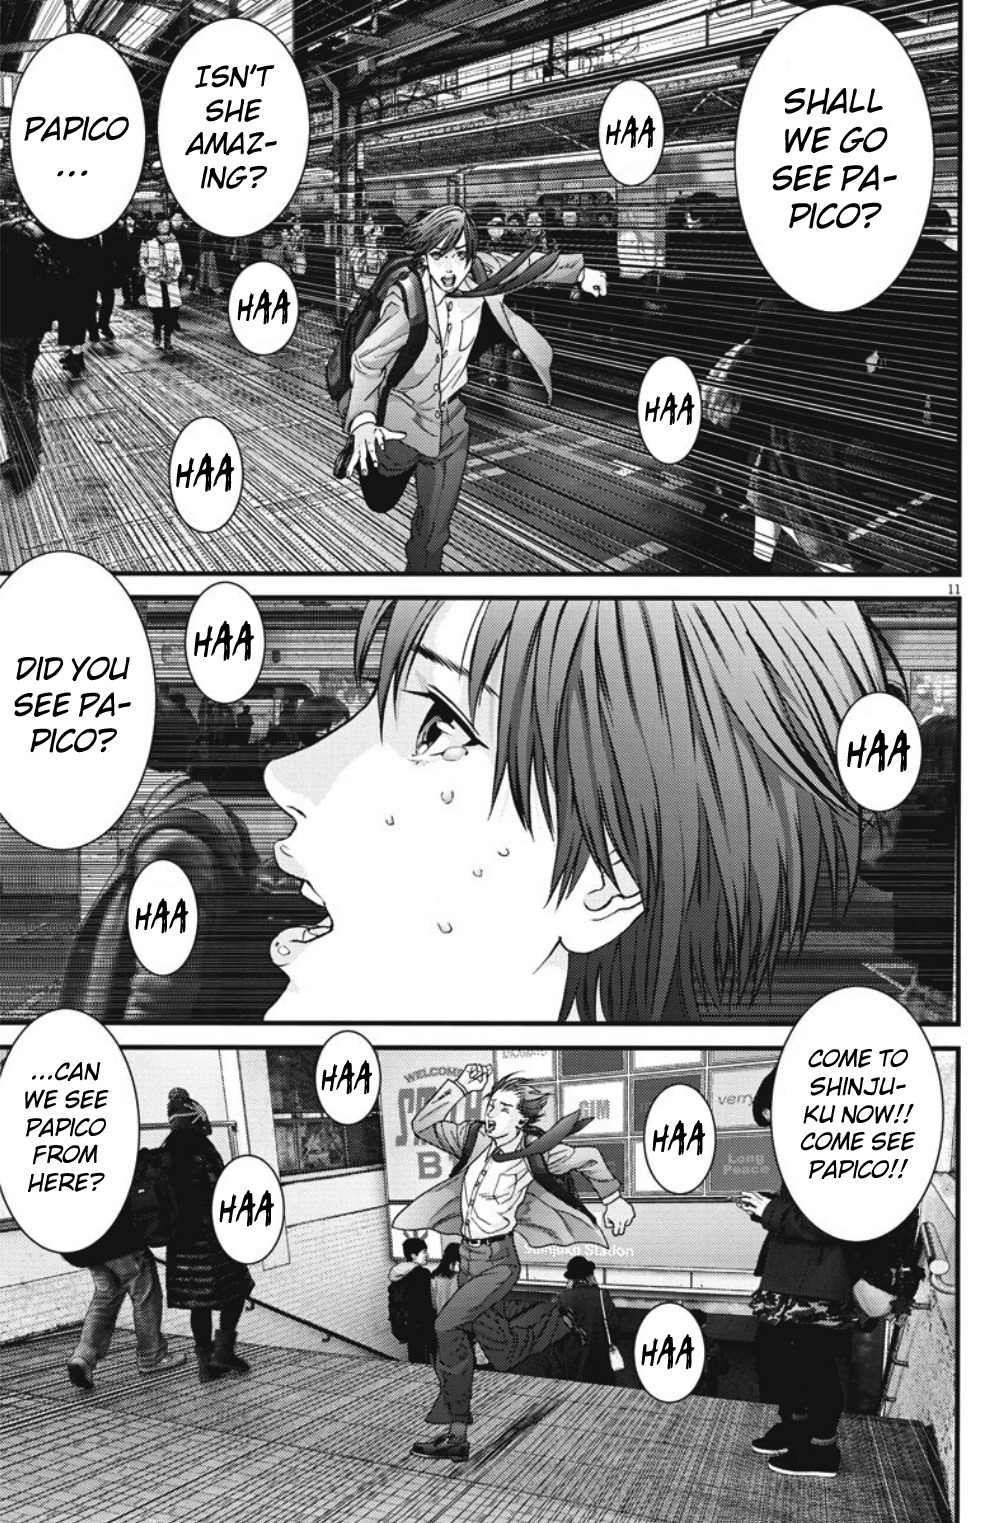 SHALL
WE GO
SEE PA-
PICO?
HAA
ISN'T
SHE
AMAZ-
ING?
PAPICO
...
HAA
HAA
HAA
11
HAA
HAA
DID YOU
SEE PA-
PICO?
HAA
COME TO
SHINJU-
KU NOW!!
COME SEE
PAPICO!!
HAA
HAA
WELCOME
B
verry
Long
Peace
Shinjuku Station
HAA
HAA
...CAN
WE SEE
PAPICO
FROM
HERE?